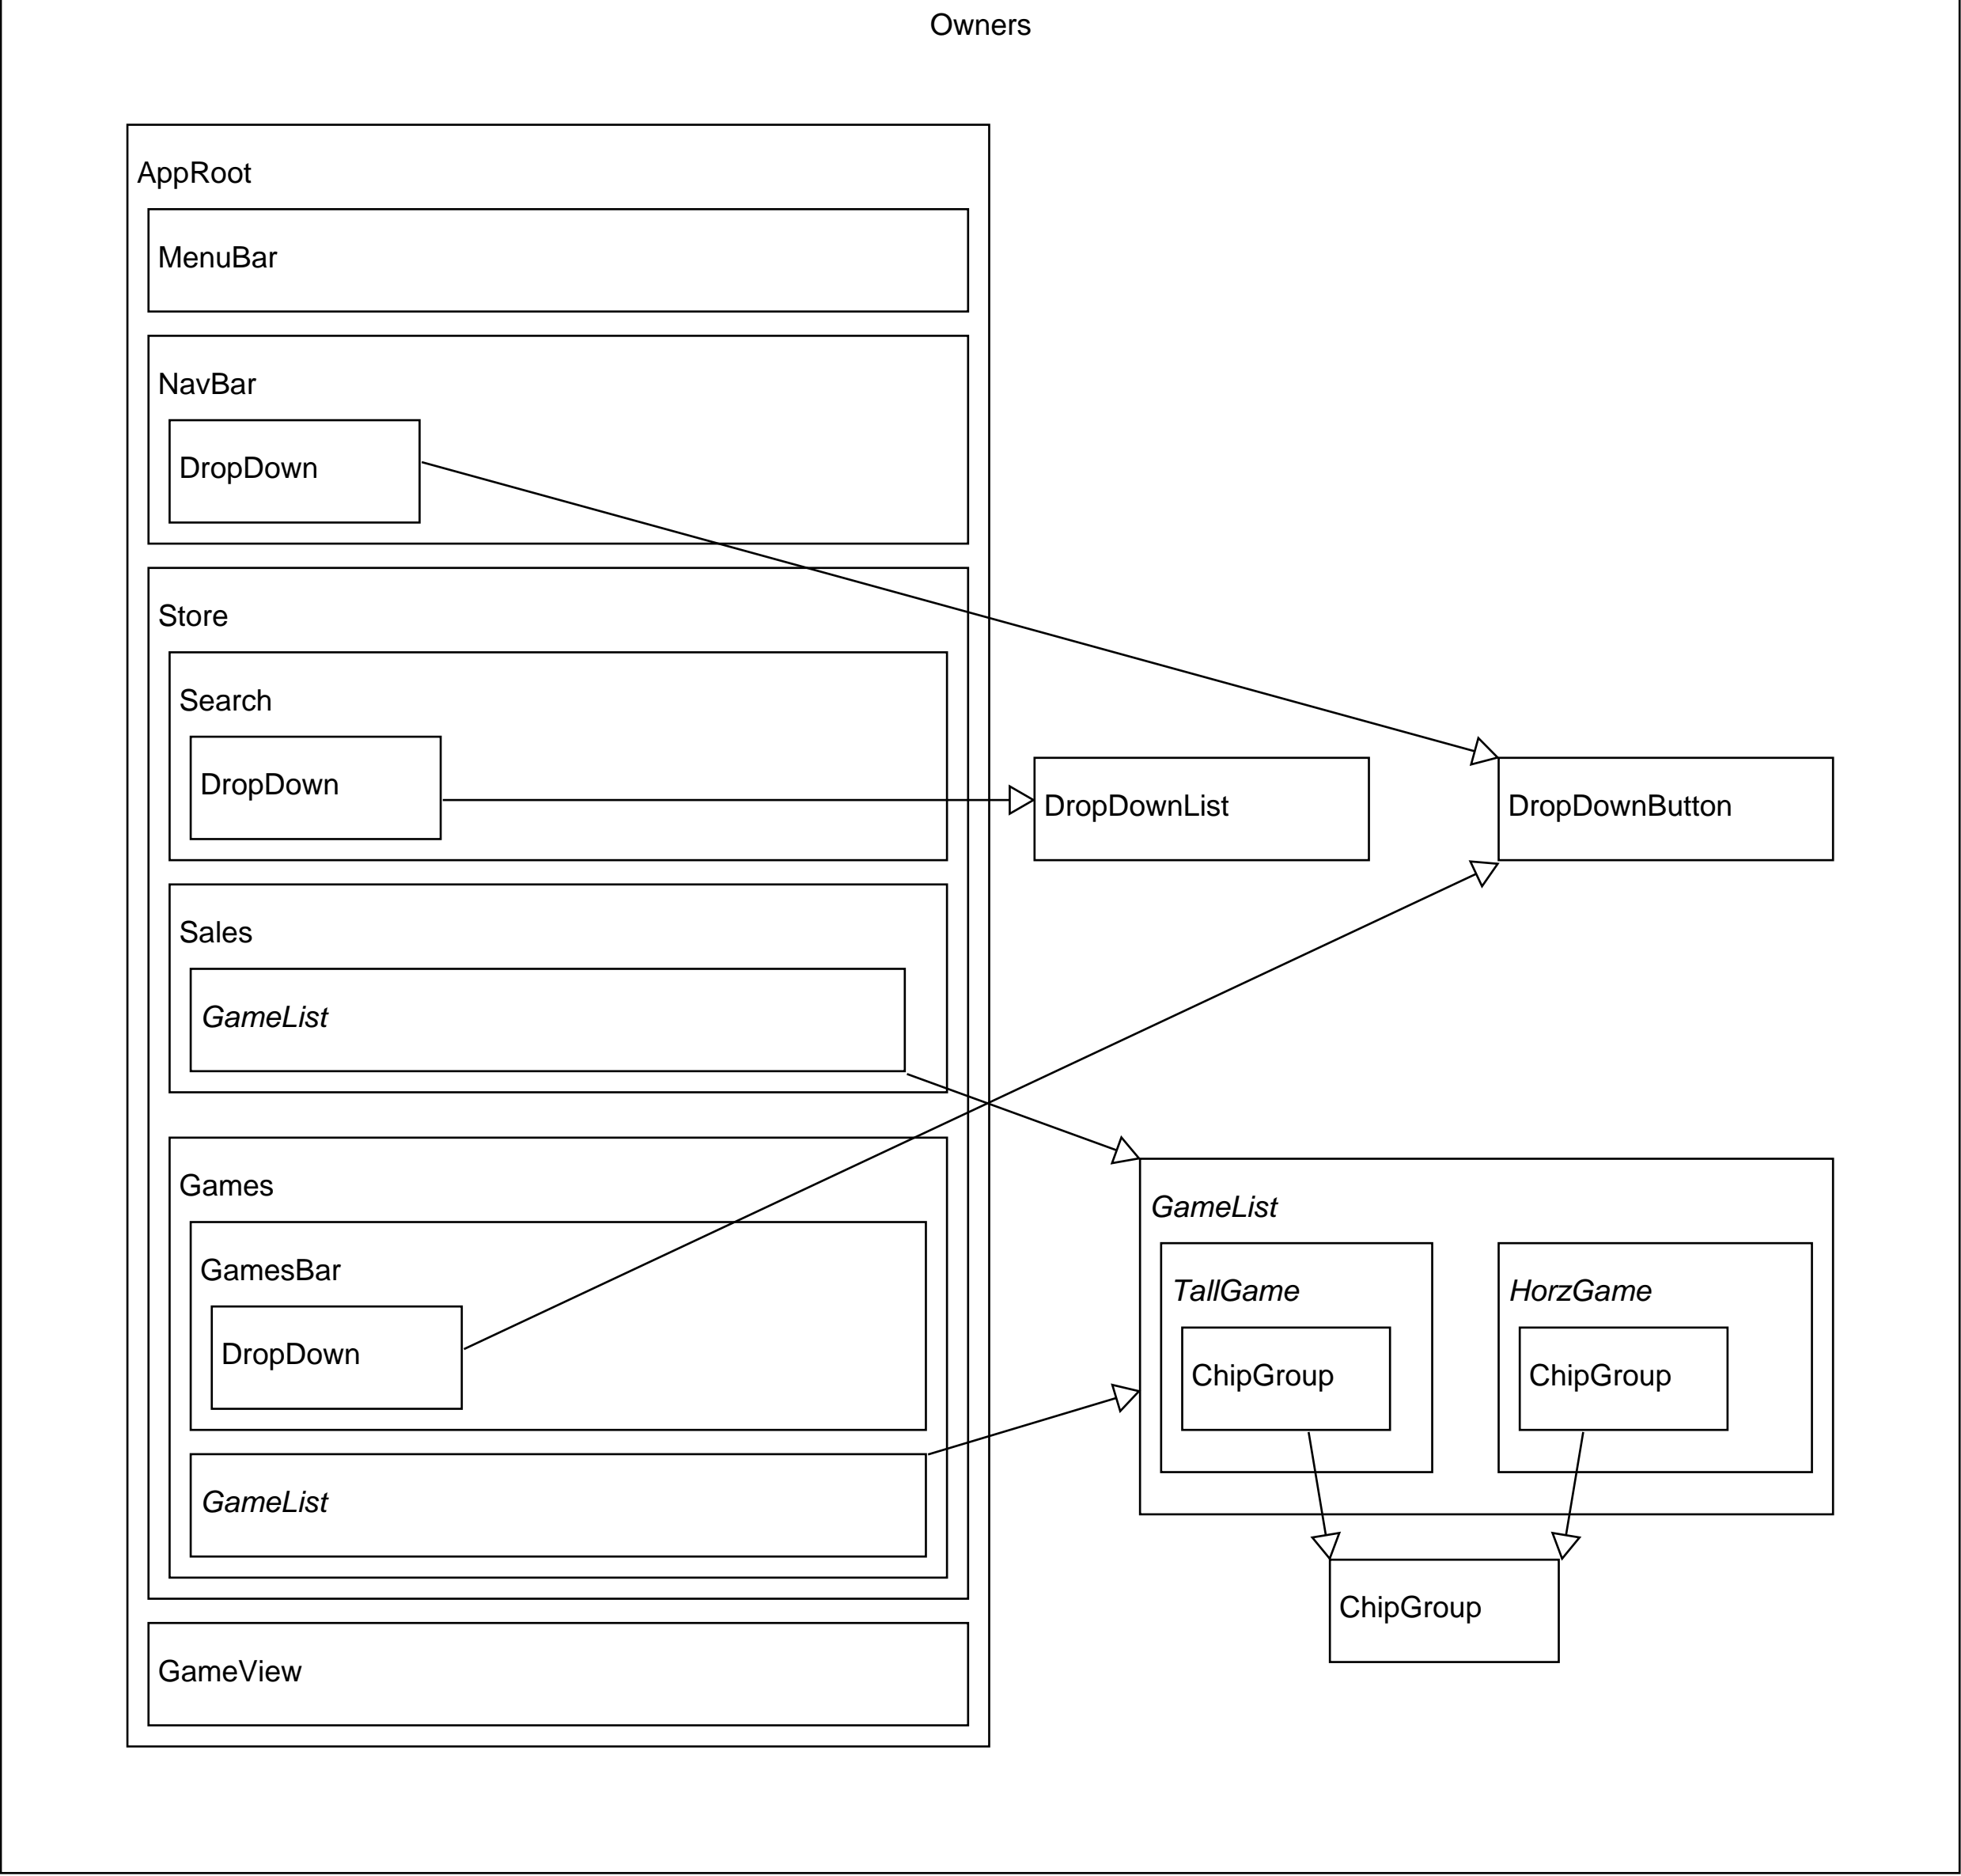 Owners
AppRoot
MenuBar
NavBar
DropDown
Store
Search
DropDown
DropDownList
DropDownButton
Sales
GameList
Games
GamesBar
DropDown
GameList
GameList
TallGame
HorzGame
ChipGroup
ChipGroup
ChipGroup
GameView